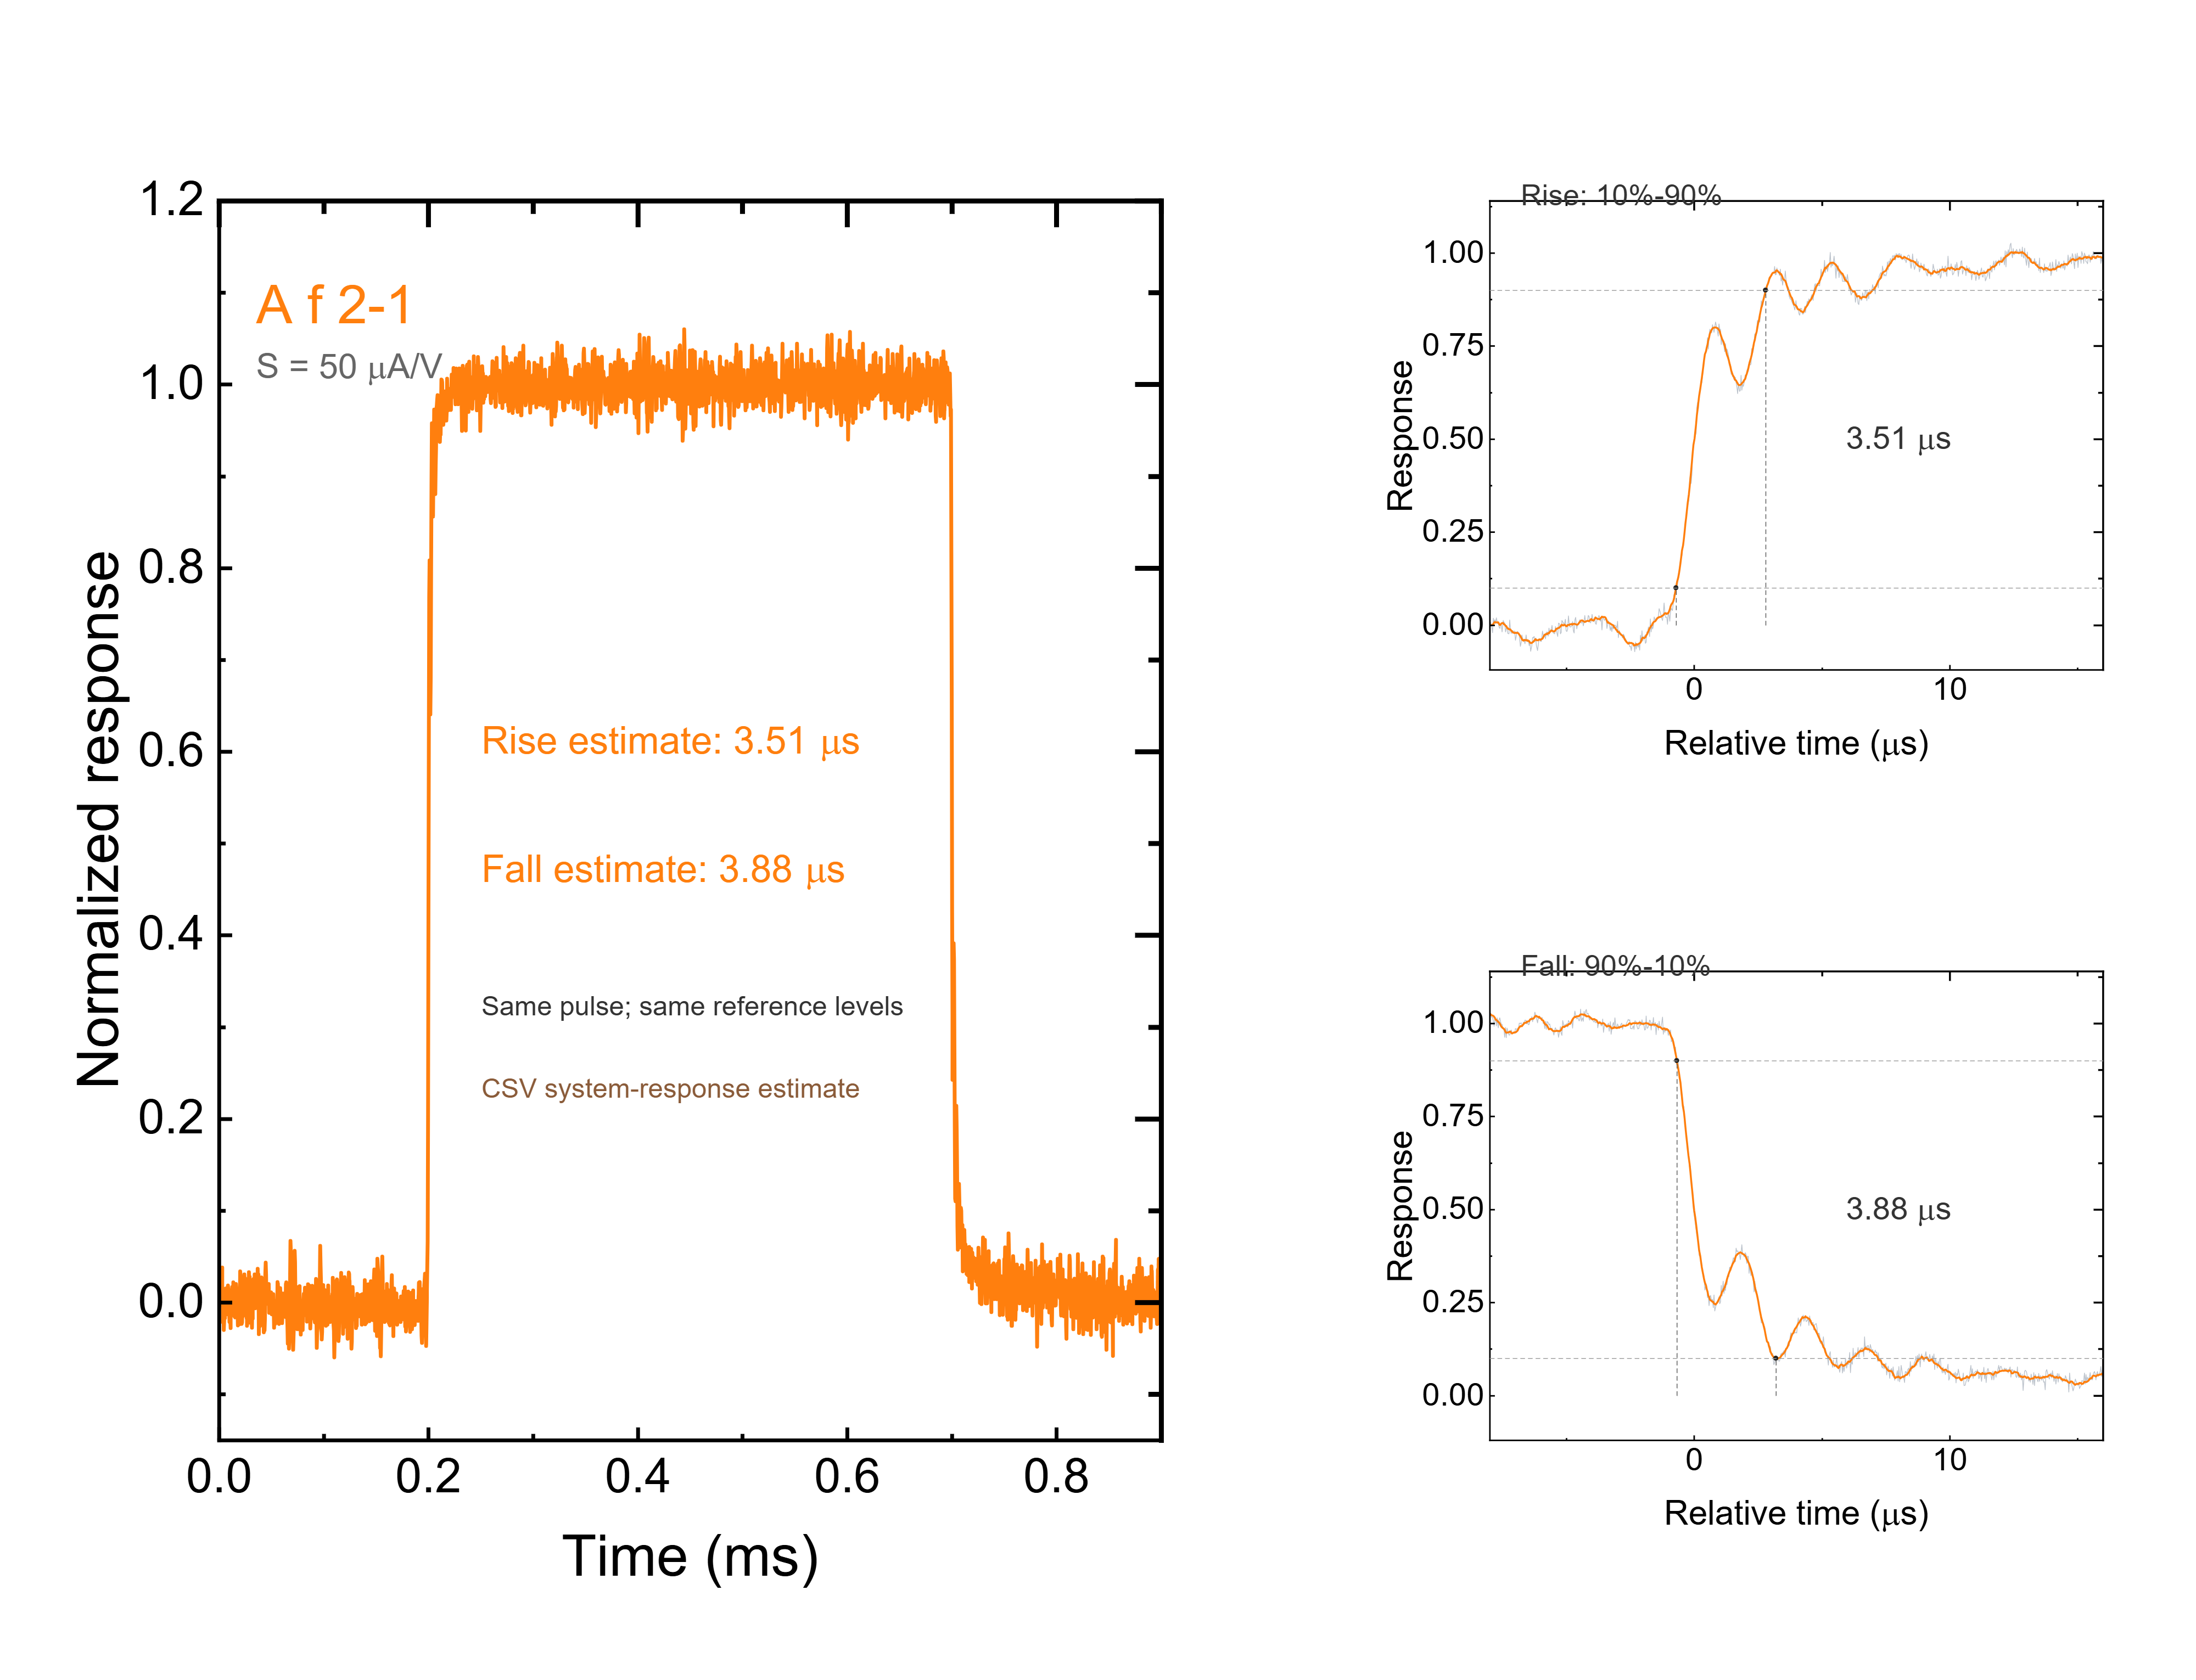 1.2
1.0
0.8
0.6
0.4
0.2
0.0
Normalized response
A f 2-1
S = 50 μA/V
Rise estimate: 3.51 μs
Fall estimate: 3.88 μs
Same pulse; same reference levels
CSV system-response estimate
0.0 0.2 0.4 0.6 0.8
Time (ms)
Rise: 10%-90%
1.00
0.75
0.50
0.25
0.00
Response
3.51 μs
0 10
Relative time (μs)
Fall: 90%-10%
1.00
0.75
0.50
0.25
0.00
Response
3.88 μs
0 10
Relative time (μs)